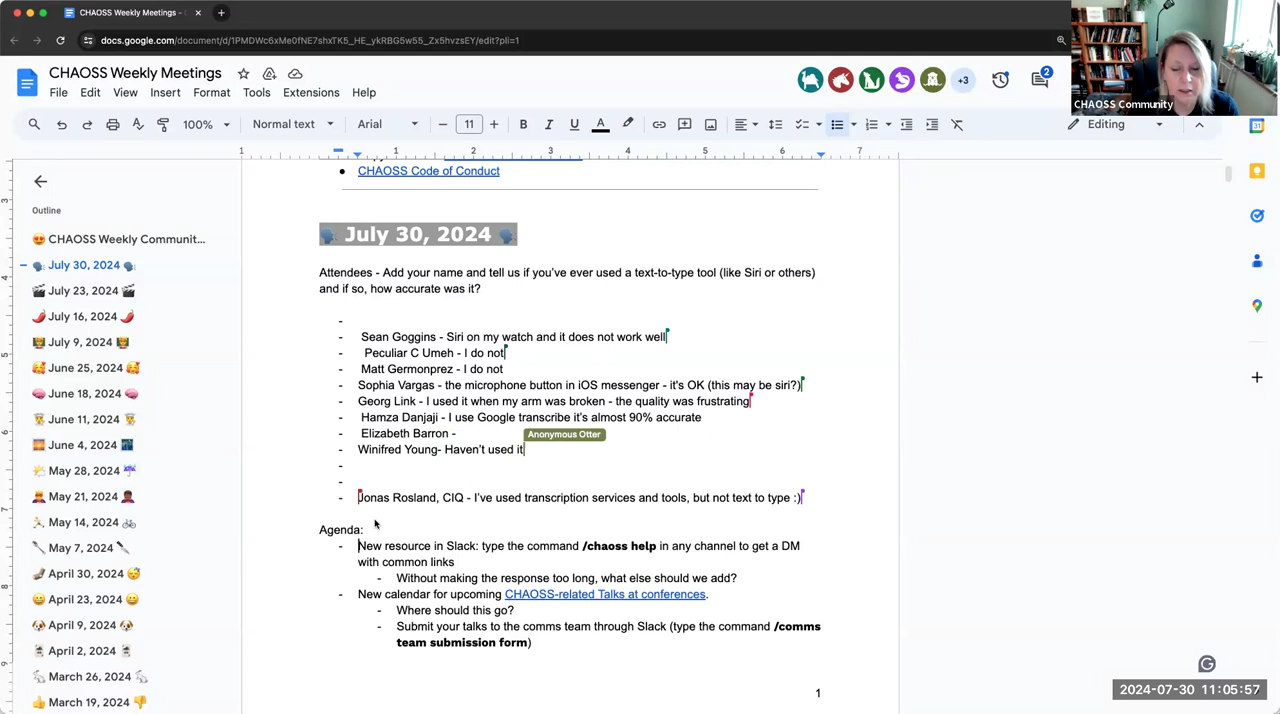 CHAOSS Weekly Meetings -
docs.google.com/document/d/1PMDWc6xMe0fNE7shxTK5_HE_ykRBG5w55_Zx5hvzsEY/edit?pli=1
CHAOSS Weekly Meetings
File Edit View Insert Format Tools Extensions Help
+3
2
CHAOSS Community
100% Normal text Arial 11 Editing
1 1 2 3 4 5 6 7
CHAOSS Code of Conduct
Outline
CHAOSS Weekly Communit...
July 30, 2024
July 23, 2024
July 16, 2024
July 9, 2024
June 25, 2024
June 18, 2024
June 11, 2024
June 4, 2024
May 28, 2024
May 21, 2024
May 14, 2024
May 7, 2024
April 30, 2024
April 23, 2024
April 9, 2024
April 2, 2024
March 26, 2024
March 19, 2024
July 30, 2024
Attendees - Add your name and tell us if you've ever used a text-to-type tool (like Siri or others)
and if so, how accurate was it?
-
- Sean Goggins - Siri on my watch and it does not work well
- Peculiar C Umeh - I do not
- Matt Germonprez - I do not
- Sophia Vargas - the microphone button in iOS messenger - it's OK (this may be siri?)
- Georg Link - I used it when my arm was broken - the quality was frustrating
- Hamza Danjaji - I use Google transcribe it's almost 90% accurate
- Elizabeth Barron -
Anonymous Otter
- Winifred Young- Haven't used it
-
-
- Jonas Rosland, CIQ - I've used transcription services and tools, but not text to type :)
Agenda:
- New resource in Slack: type the command /chaoss help in any channel to get a DM
with common links
- Without making the response too long, what else should we add?
- New calendar for upcoming CHAOSS-related Talks at conferences.
- Where should this go?
- Submit your talks to the comms team through Slack (type the command /comms
team submission form)
1
2024-07-30 11:05:57